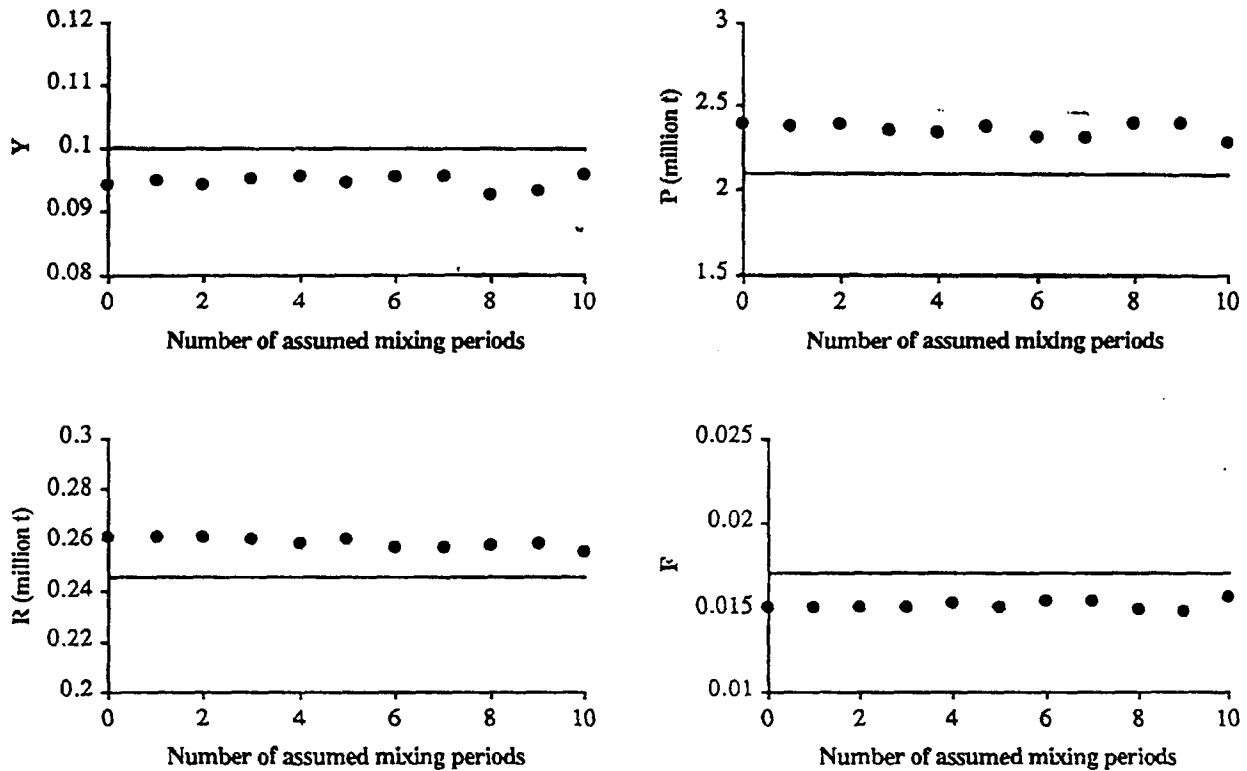 0.12
0.11
0.1
0.09
0.08
Y
0 2 4 6 8 10
Number of assumed mixing periods
3
2.5
2
1.5
P (million t)
0 2 4 6 8 10
Number of assumed mixing periods
0.3
0.28
0.26
0.24
0.22
0.2
R (million t)
0 2 4 6 8 10
Number of assumed mixing periods
0.025
0.02
0.015
0.01
F
0 2 4 6 8 10
Number of assumed mixing periods